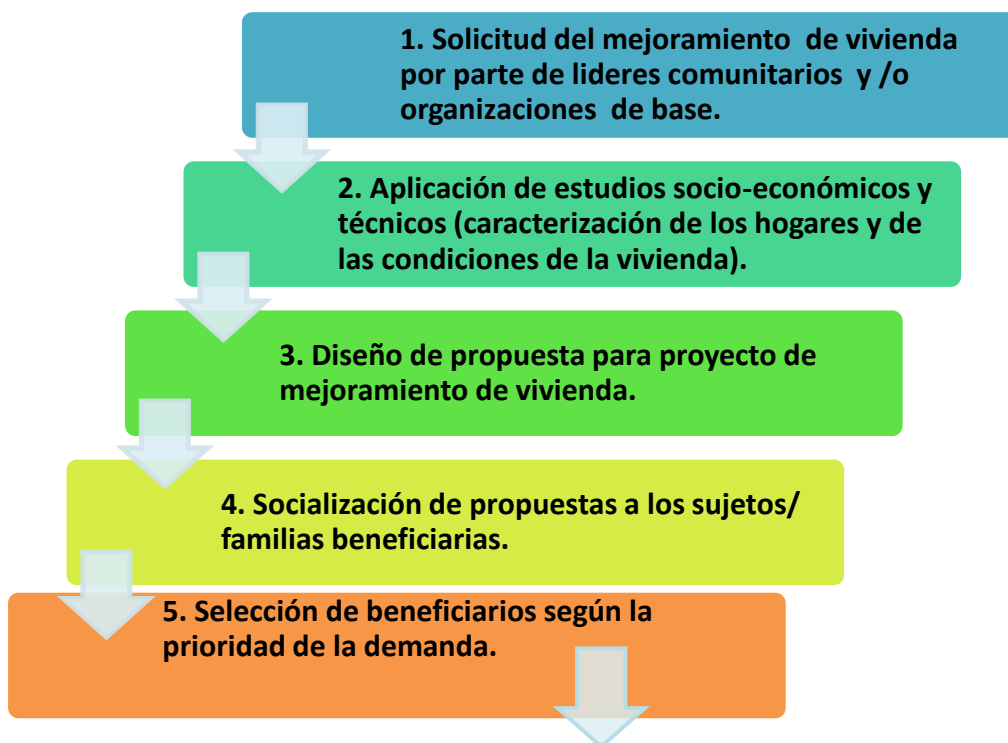 1. Solicitud del mejoramiento  de vivienda
por parte de lideres comunitarios  y /o
organizaciones  de base.
2. Aplicación de estudios socio-económicos y
técnicos (caracterización de los hogares y de
las condiciones de la vivienda).
3. Diseño de propuesta para proyecto de
mejoramiento de vivienda.
4. Socialización de propuestas a los sujetos/
familias beneficiarias.
5. Selección de beneficiarios según la
prioridad de la demanda.